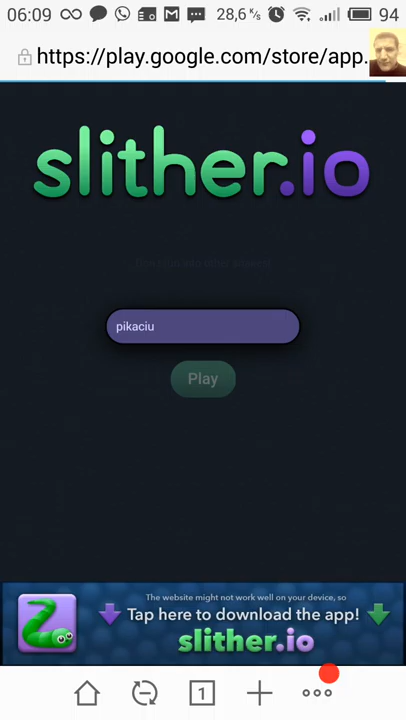 06:09 28,6 K/s 94
https://play.google.com/store/app.
slither.io
pikaciu
Play
The website might not work well on your device, so
Tap here to download the app!
slither.io
1